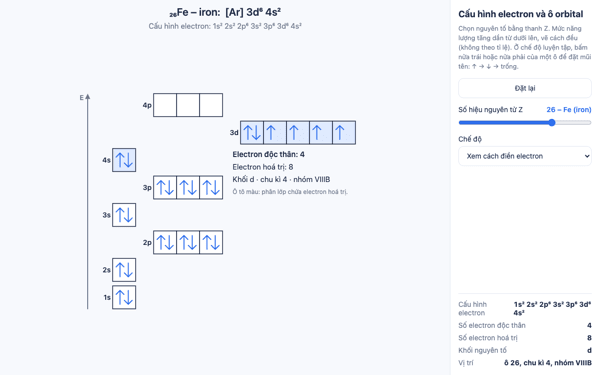 ₂₆Fe – iron: [Ar] 3d⁶ 4s²
Cấu hình electron: 1s² 2s² 2p⁶ 3s² 3p⁶ 3d⁶ 4s²
E
4p
3d
4s
3p
3s
2p
2s
1s
Electron độc thân: 4
Electron hoá trị: 8
Khối d · chu kì 4 · nhóm VIIIB
Ô tô màu: phân lớp chứa electron hoá trị.
Cấu hình electron và ô orbital
Chọn nguyên tố bằng thanh Z. Mức năng
lượng tăng dần từ dưới lên, vẽ cách đều
(không theo tỉ lệ). Ở chế độ luyện tập, bấm
nửa trái hoặc nửa phải của một ô để đặt mũi
tên: ↑ → ↓ → trống.
Đặt lại
Số hiệu nguyên tử Z 26 – Fe (iron)
Chế độ
Xem cách điền electron
Cấu hình electron 1s² 2s² 2p⁶ 3s² 3p⁶ 3d⁶ 4s²
Số electron độc thân 4
Số electron hoá trị 8
Khối nguyên tố d
Vị trí ô 26, chu kì 4, nhóm VIIIB